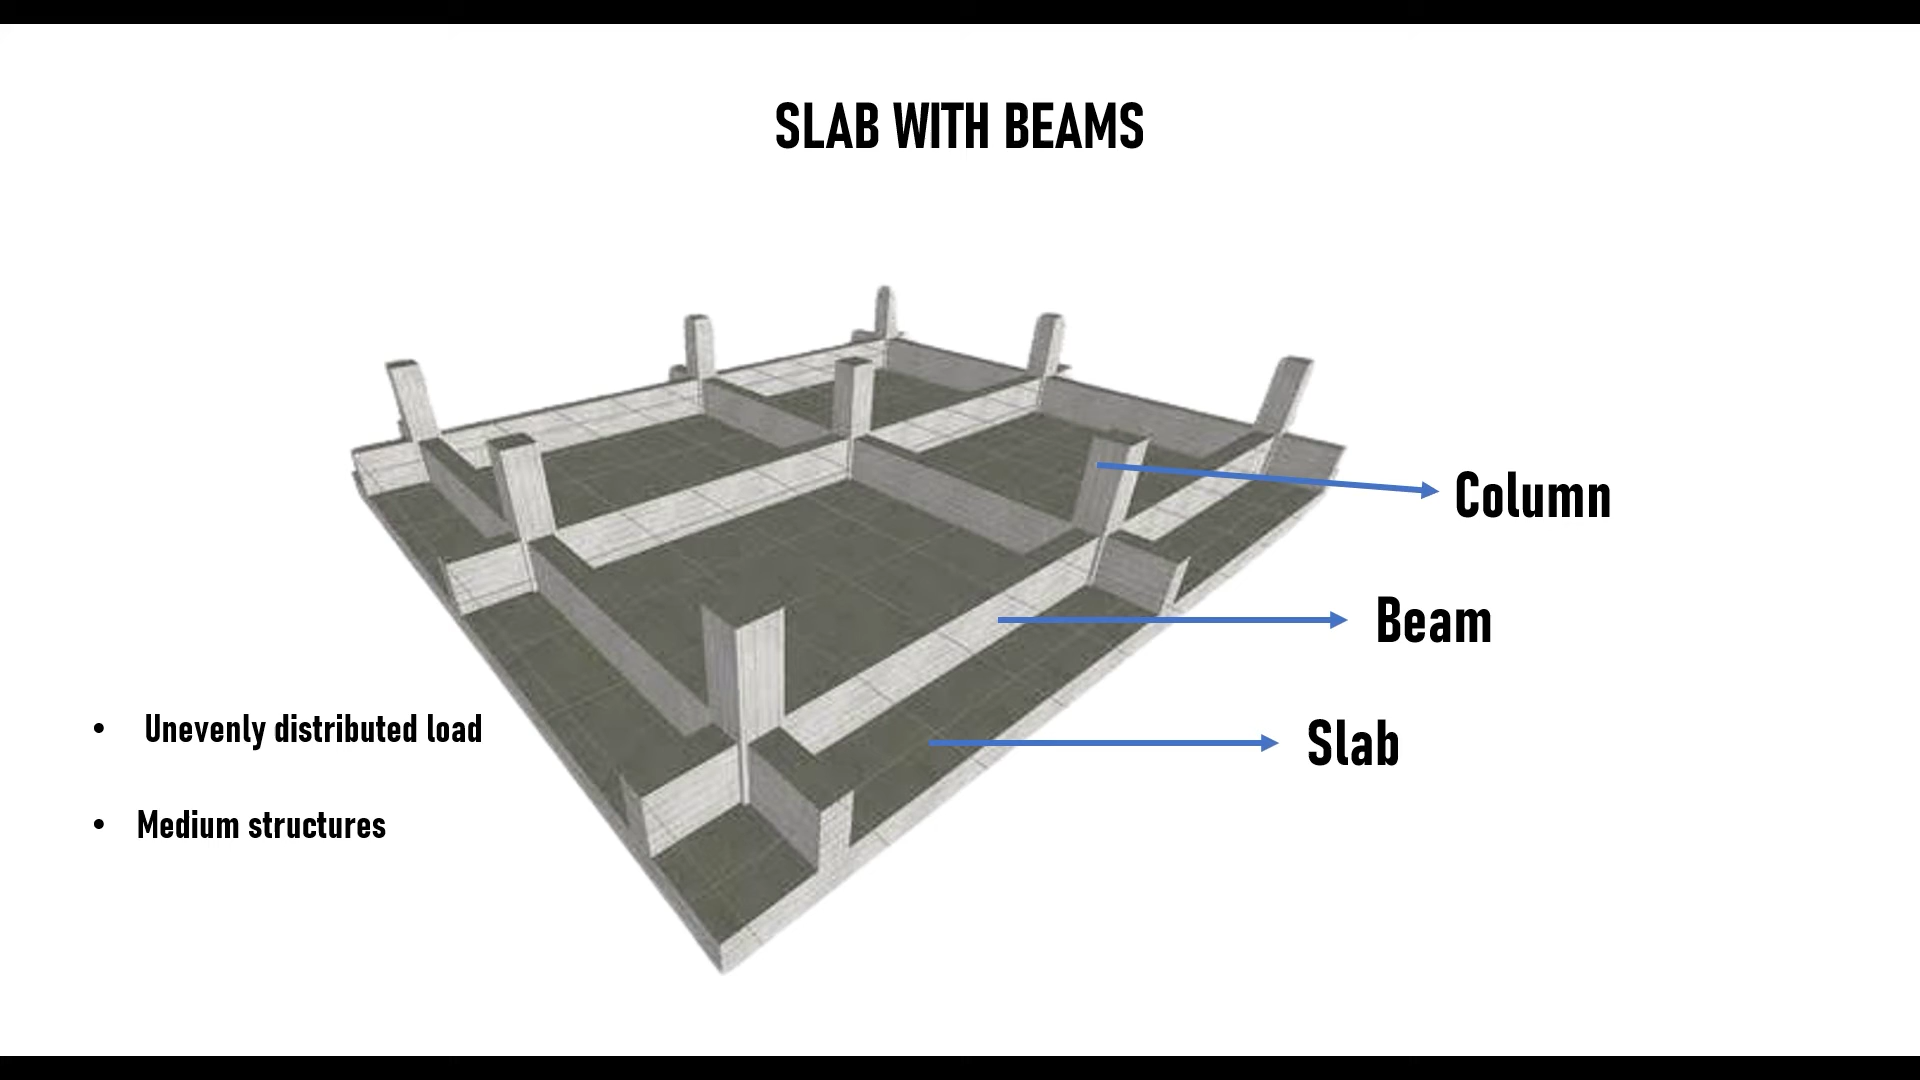 SLAB WITH BEAMS
Column
Beam
Slab
• Unevenly distributed load
• Medium structures